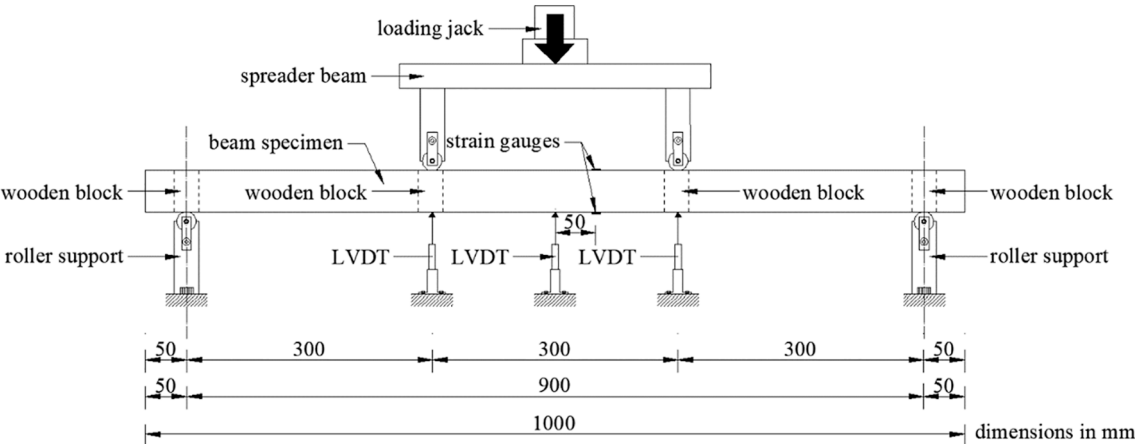 loading jack
spreader beam
beam specimen
strain gauges
wooden block
wooden block
wooden block
wooden block
50
roller support
LVDT
LVDT
LVDT
roller support
50
300
300
300
50
50
900
50
1000
dimensions in mm